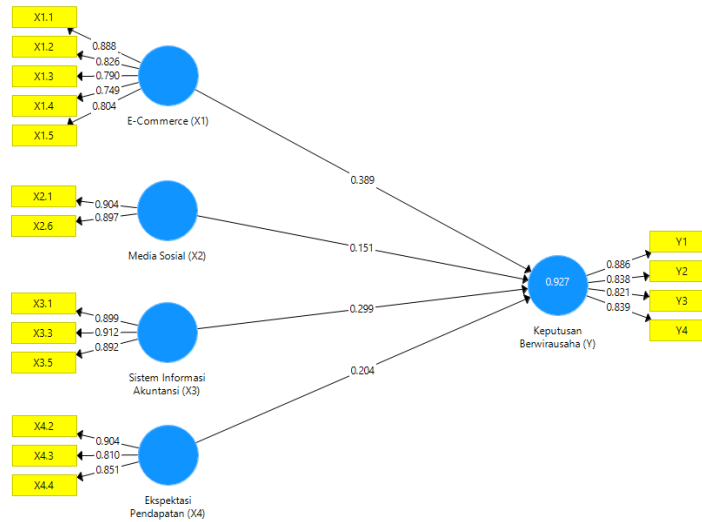 X1.1
X1.2
X1.3
X1.4
X1.5
0.888
0.826
0.790
0.749
0.804
E-Commerce (X1)
0.389
X2.1
X2.6
0.904
0.897
Media Sosial (X2)
0.151
X3.1
X3.3
X3.5
0.899
0.912
0.892
Sistem Informasi
Akuntansi (X3)
0.299
X4.2
X4.3
X4.4
0.904
0.810
0.851
Ekspektasi
Pendapatan (X4)
0.204
0.927
Keputusan
Berwirausaha (Y)
0.886
0.838
0.821
0.839
Y1
Y2
Y3
Y4